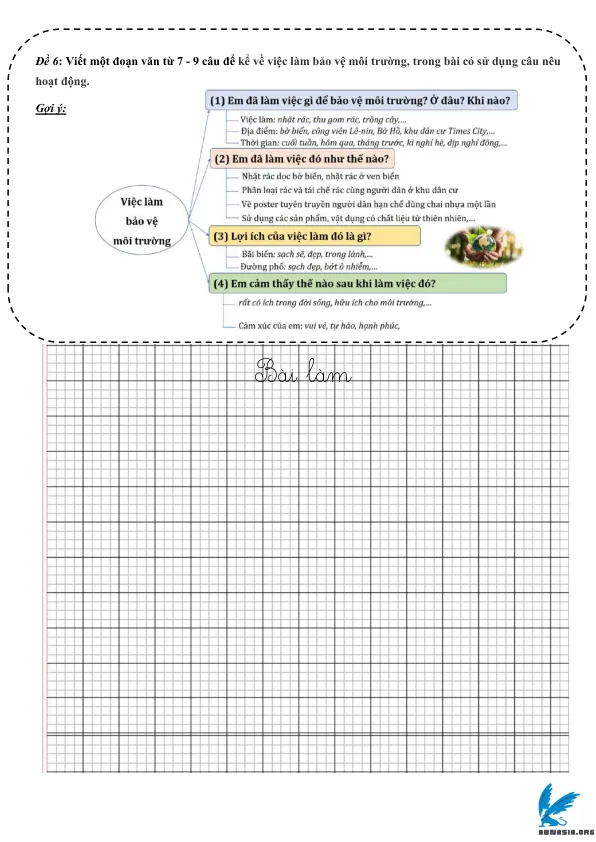 Đề 6: Viết một đoạn văn từ 7 - 9 câu để kể về việc làm bảo vệ môi trường, trong bài có sử dụng câu nêu
hoạt động.
Gợi ý:
(1) Em đã làm việc gì để bảo vệ môi trường? Ở đâu? Khi nào?
Việc làm: nhặt rác, thu gom rác, trồng cây,...
Địa điểm: bờ biển, công viên Lê-nin, Bờ Hồ, khu dân cư Times City,...
Thời gian: cuối tuần, hôm qua, tháng trước, kì nghỉ hè, dịp nghỉ đông,...
(2) Em đã làm việc đó như thế nào?
Nhặt rác dọc bờ biển, nhặt rác ở ven biển
Phân loại rác và tái chế rác cùng người dân ở khu dân cư
Vẽ poster tuyên truyền người dân hạn chế dùng chai nhựa một lần
Sử dụng các sản phẩm, vật dụng có chất liệu từ thiên nhiên,...
Việc làm
bảo vệ
môi trường
(3) Lợi ích của việc làm đó là gì?
Bãi biển: sạch sẽ, đẹp, trong lành,...
Đường phố: sạch đẹp, bớt ô nhiễm,...
(4) Em cảm thấy thế nào sau khi làm việc đó?
rất có ích trong đời sống, hữu ích cho môi trường,...
Cảm xúc của em: vui vẻ, tự hào, hạnh phúc,
Bài làm
ABMASIA.ORG